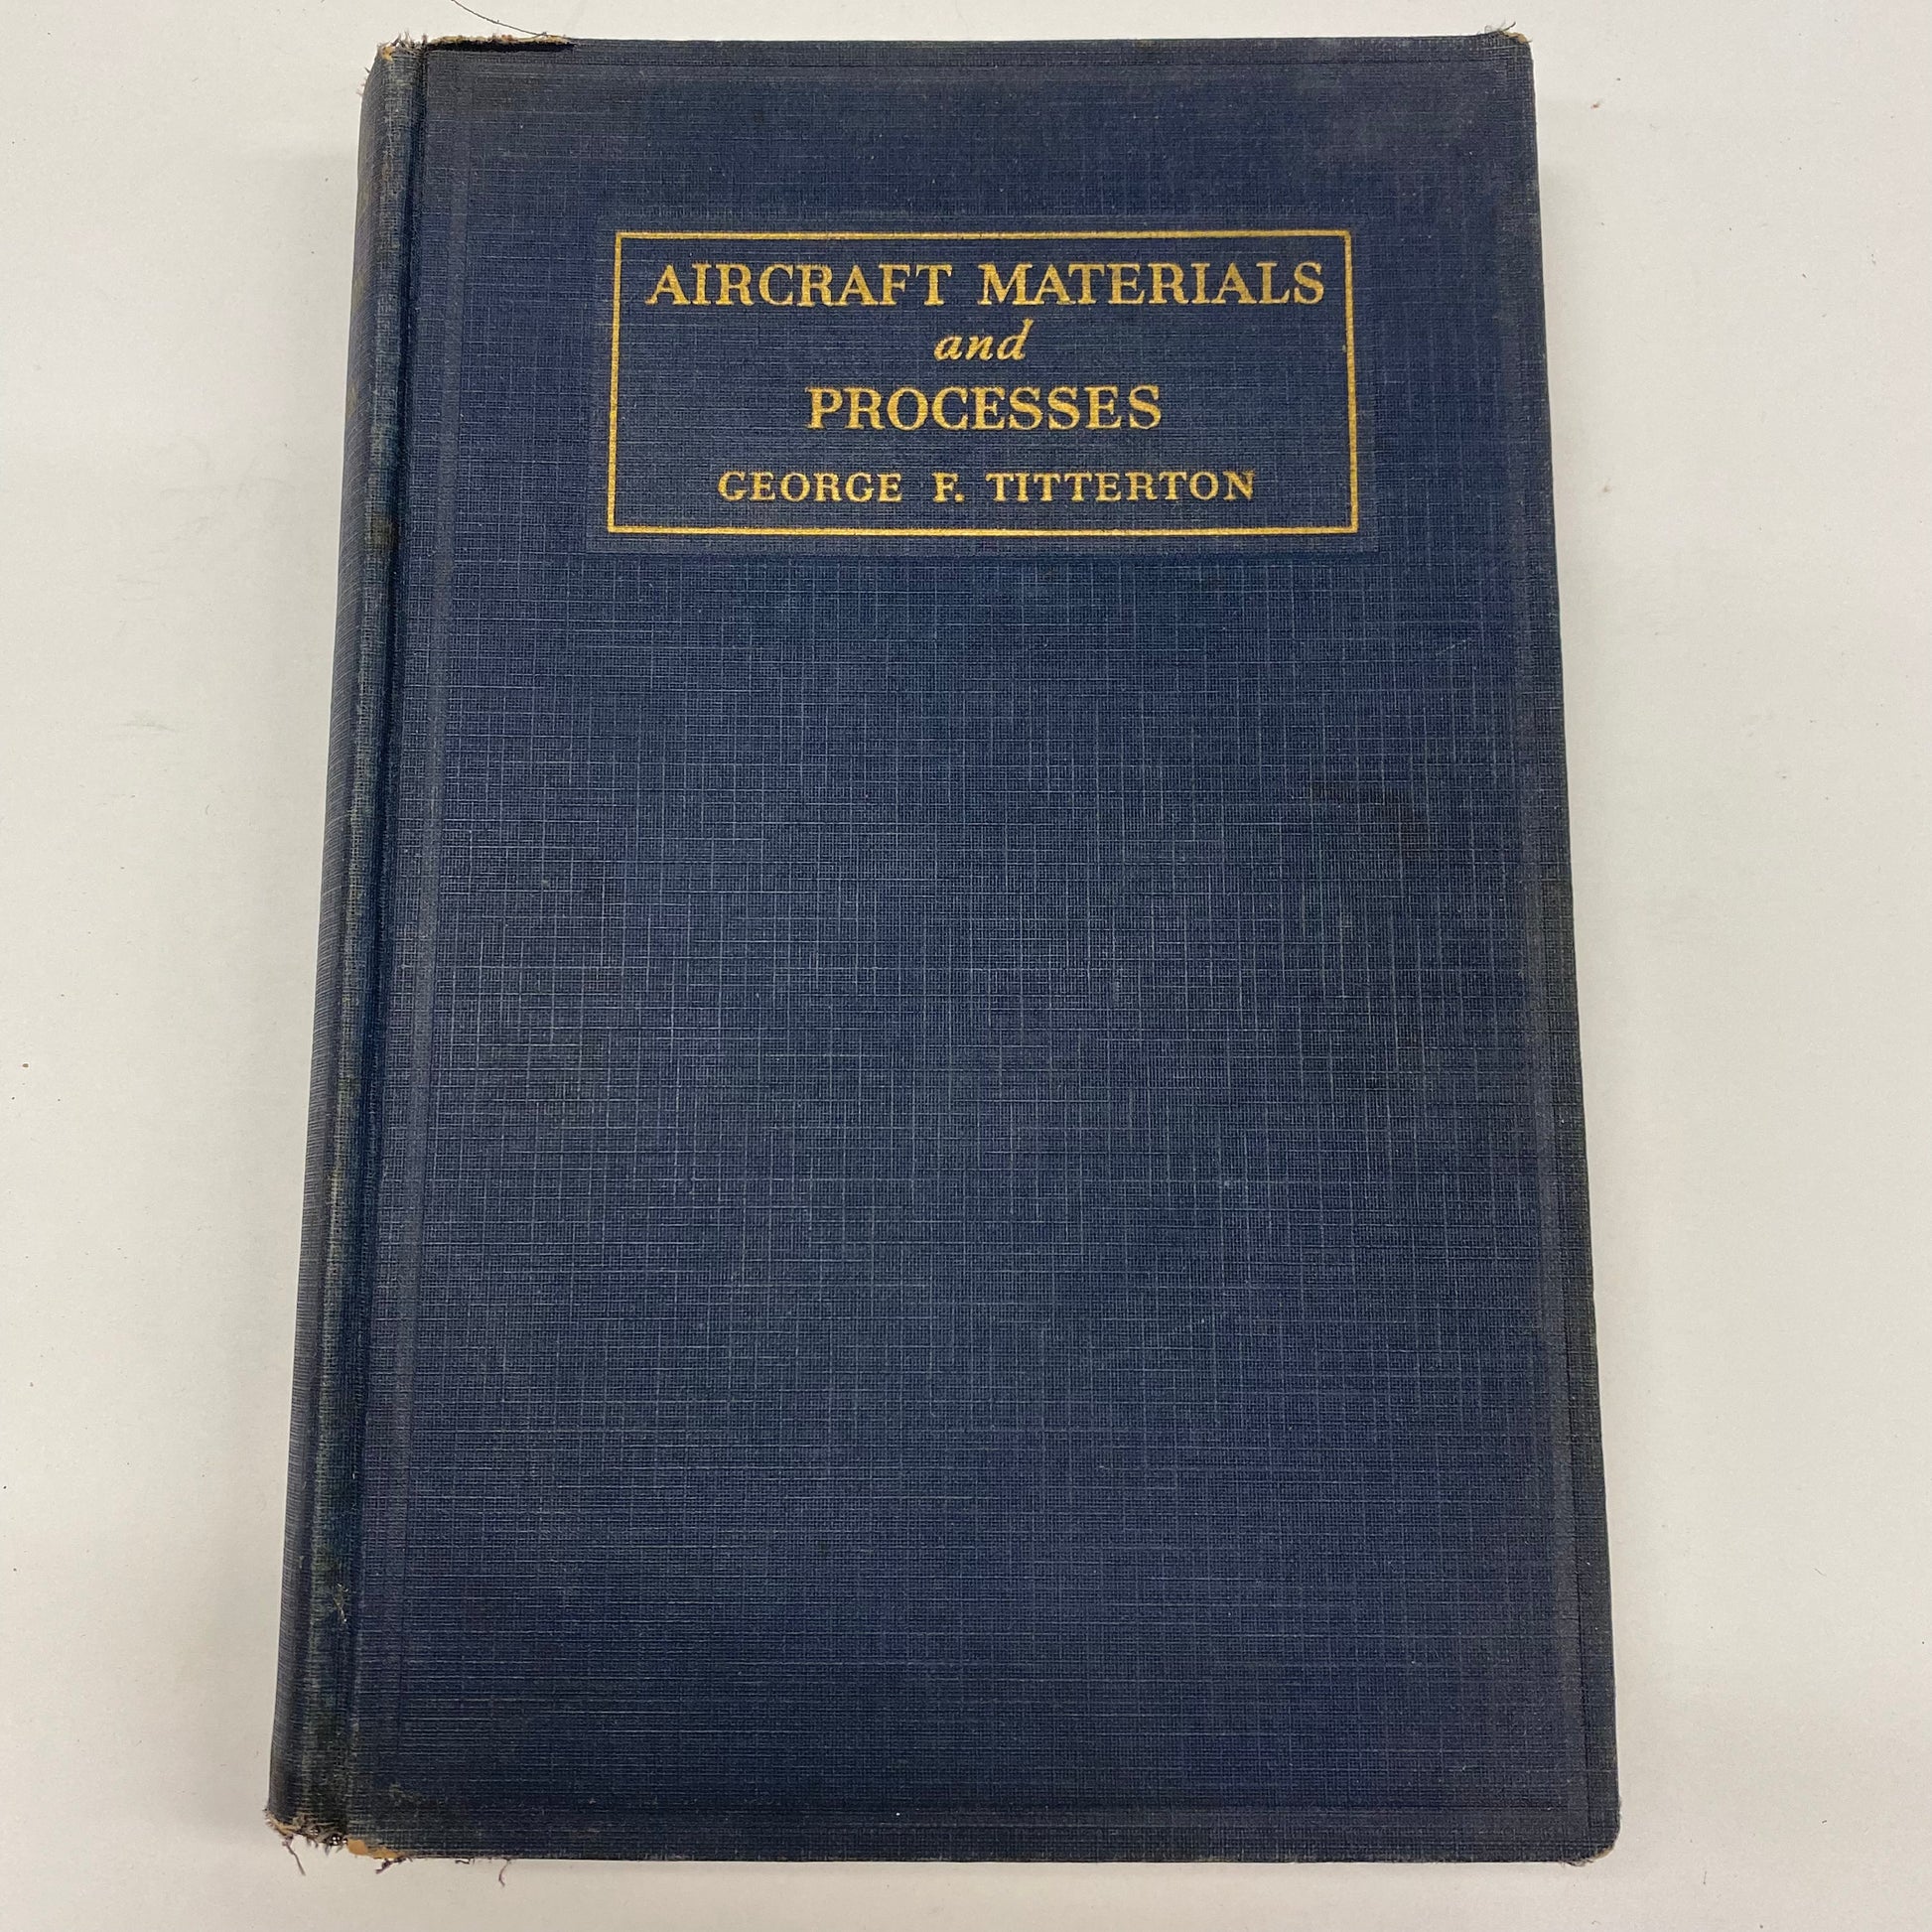 AIRCRAFT MATERIALS
and
PROCESSES
GEORGE F. TITTERTON